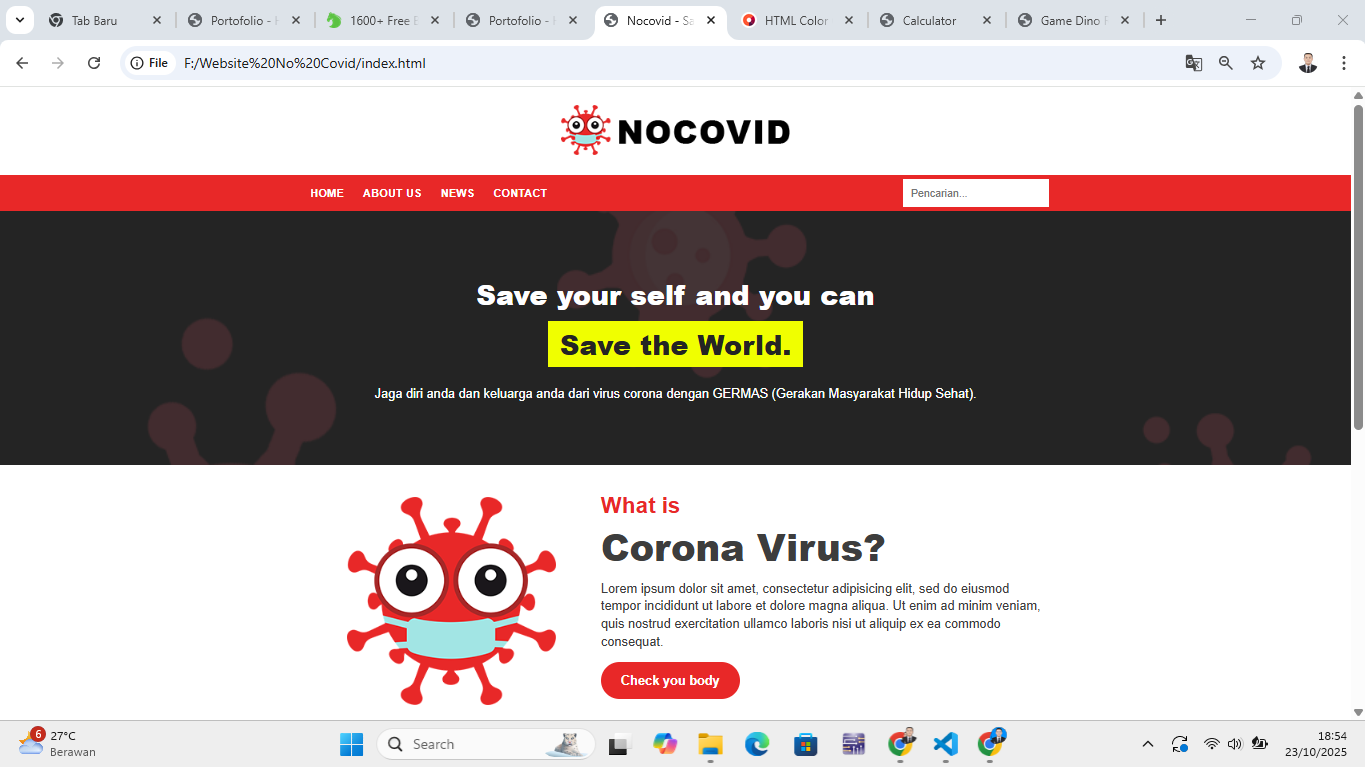 Tab Baru
Portofolio - H
1600+ Free E
Portofolio - H
Nocovid - Sa
HTML Color
Calculator
Game Dino
File
F:/Website%20No%20Covid/index.html
NOCOVID
HOME ABOUT US NEWS CONTACT
Pencarian...
Save your self and you can
Save the World.
Jaga diri anda dan keluarga anda dari virus corona dengan GERMAS (Gerakan Masyarakat Hidup Sehat).
What is
Corona Virus?
Lorem ipsum dolor sit amet, consectetur adipisicing elit, sed do eiusmod
tempor incididunt ut labore et dolore magna aliqua. Ut enim ad minim veniam,
quis nostrud exercitation ullamco laboris nisi ut aliquip ex ea commodo
consequat.
Check you body
6
27°C
Berawan
Search
18:54
23/10/2025